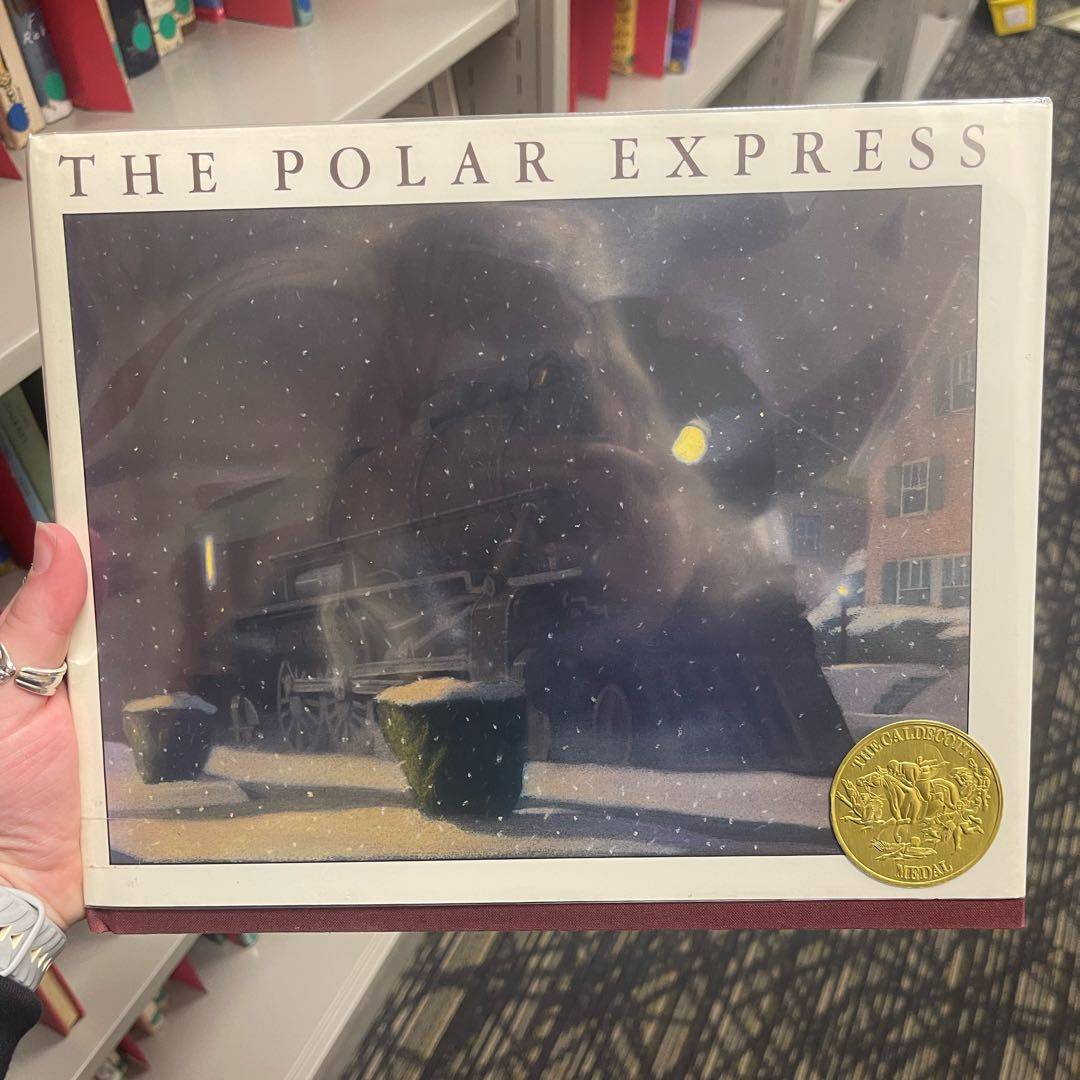 THE POLAR EXPRESS
THE CALDECOTT
MEDAL